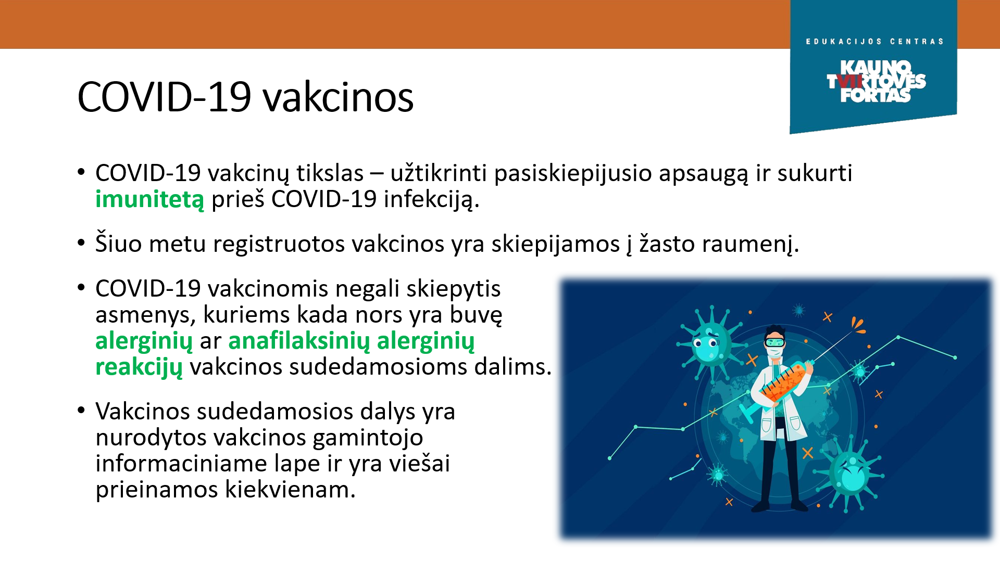 EDUKACIJOS CENTRAS
KAUNO
TVIRTOVĖS
FORTAS
COVID-19 vakcinos
• COVID-19 vakcinų tikslas – užtikrinti pasiskiepijusio apsaugą ir sukurti
imunitetą prieš COVID-19 infekciją.
• Šiuo metu registruotos vakcinos yra skiepijamos į žasto raumenį.
• COVID-19 vakcinomis negali skiepytis
asmenys, kuriems kada nors yra buvę
alerginių ar anafilaksinių alerginių
reakcijų vakcinos sudedamosioms dalims.
• Vakcinos sudedamosios dalys yra
nurodytos vakcinos gamintojo
informaciniame lape ir yra viešai
prieinamos kiekvienam.